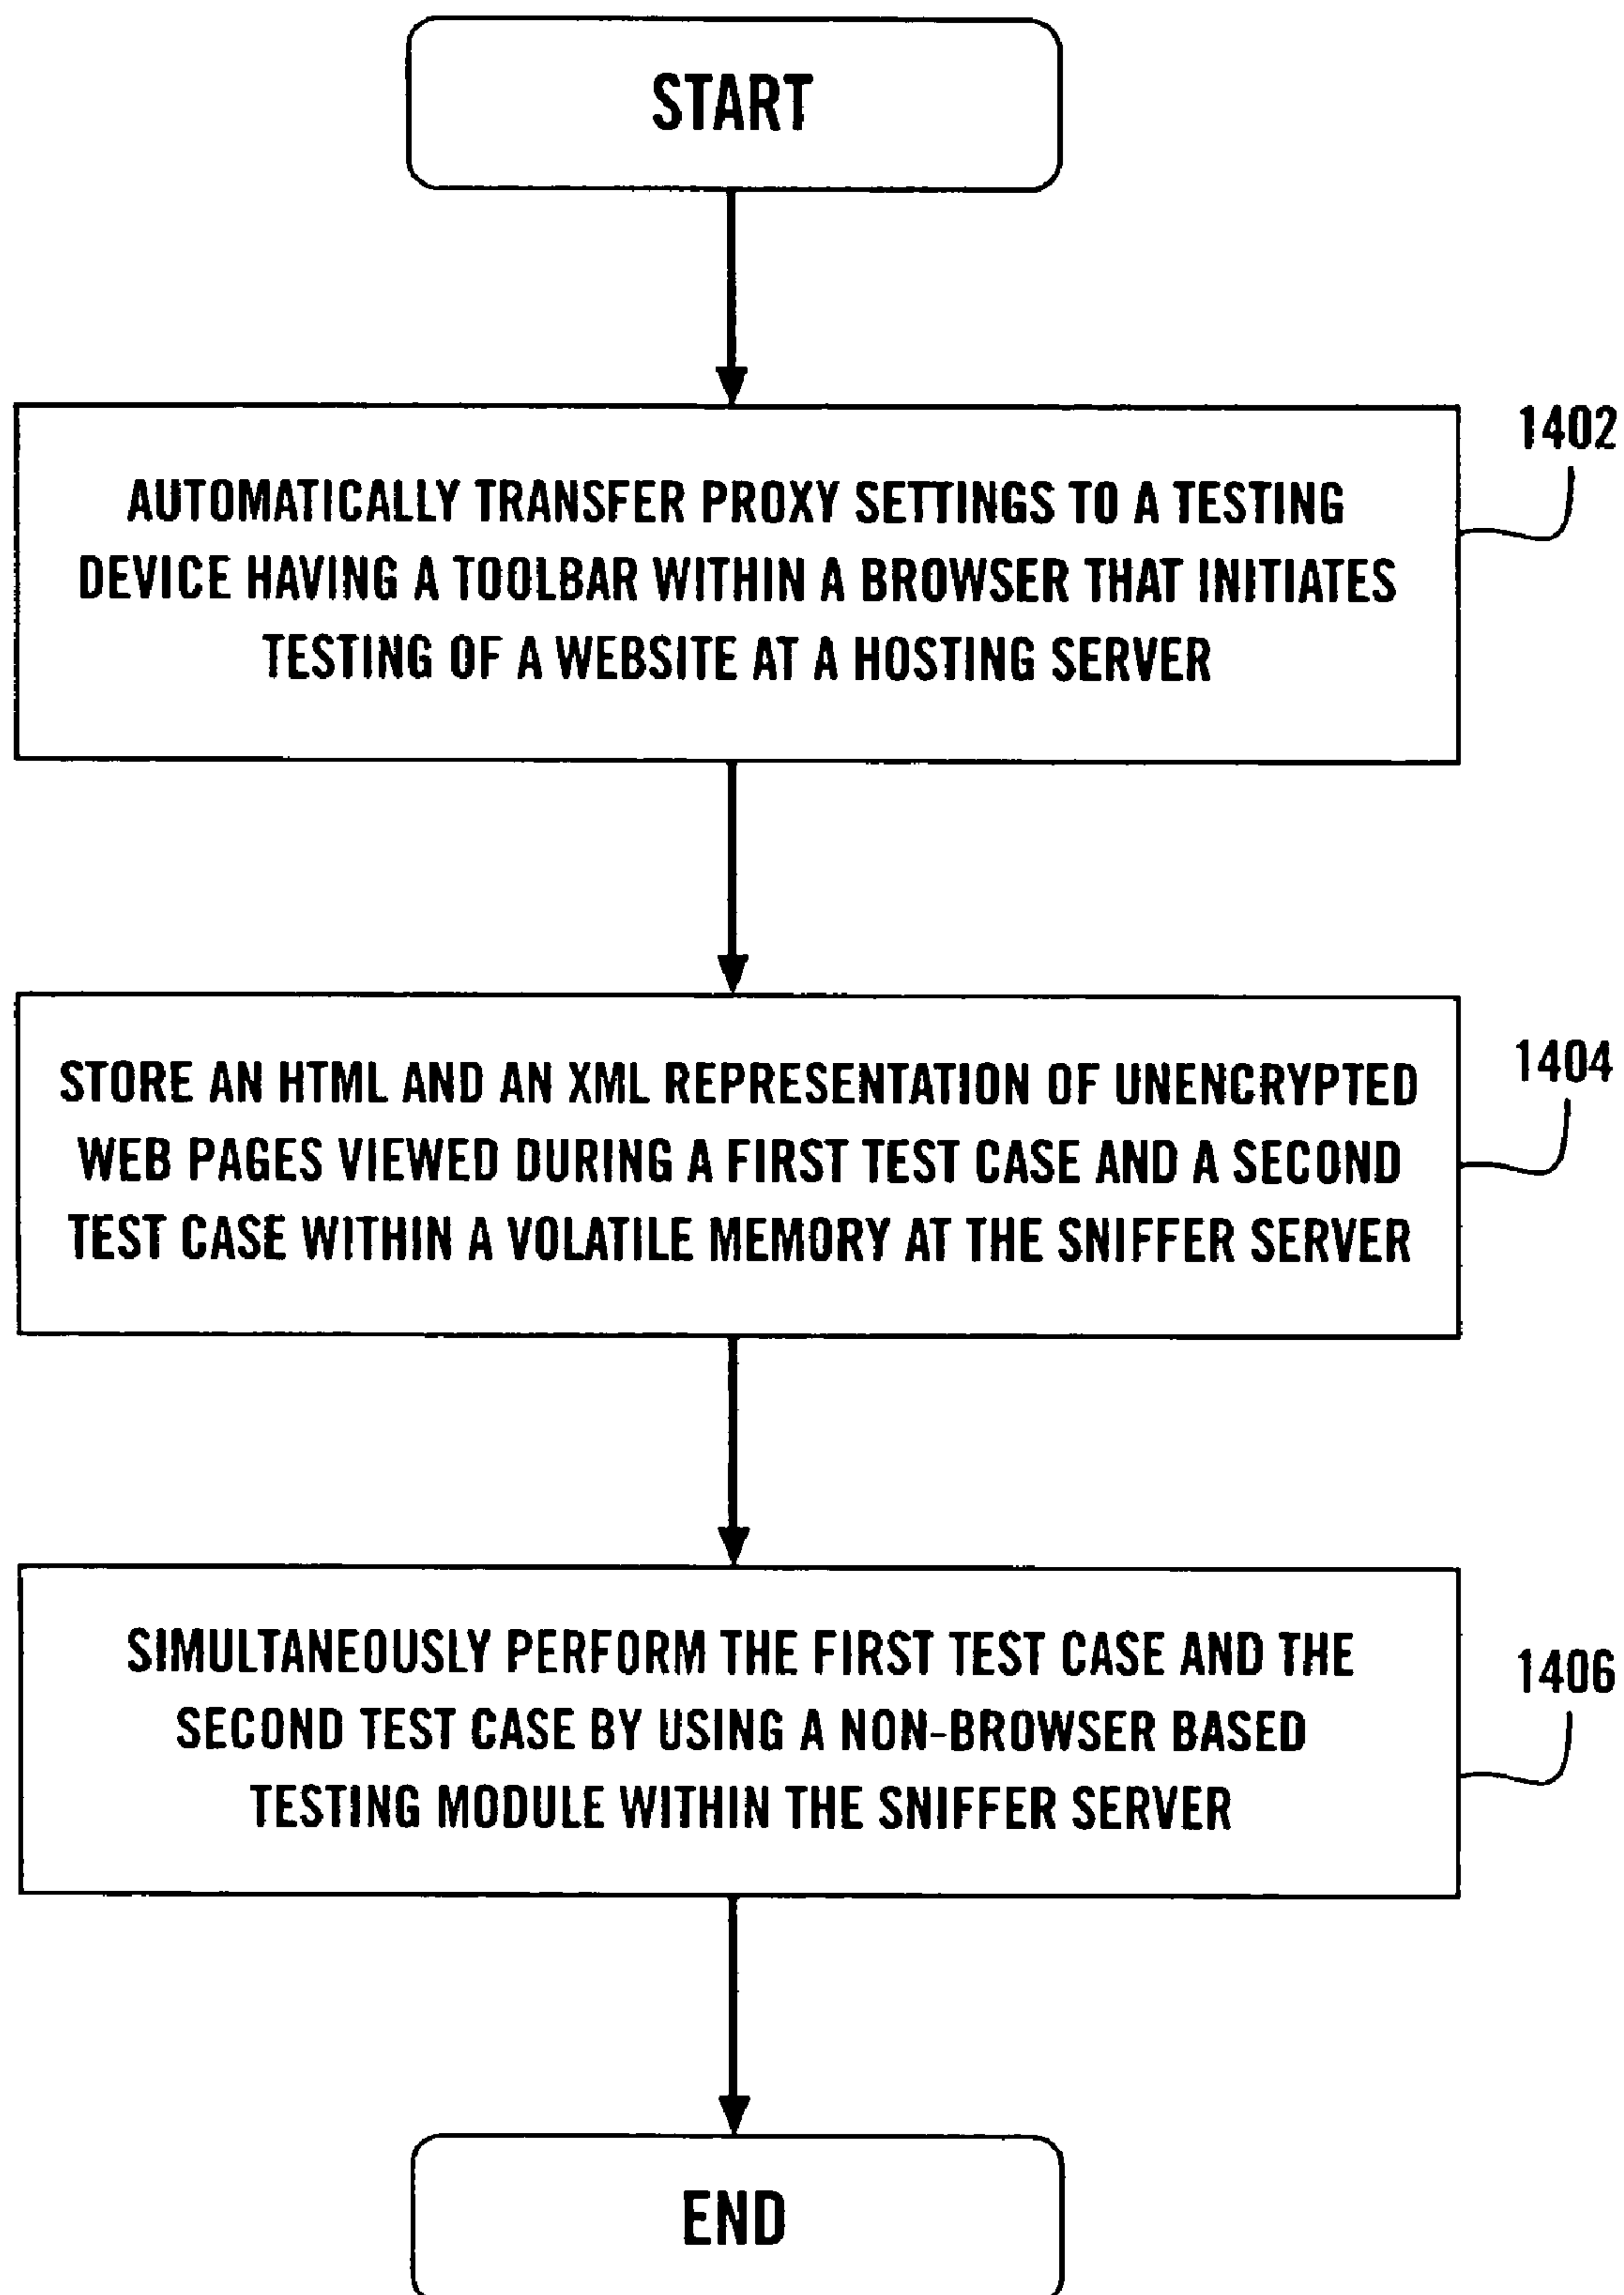 START
1402
AUTOMATICALLY TRANSFER PROXY SETTINGS TO A TESTING
DEVICE HAVING A TOOLBAR WITHIN A BROWSER THAT INITIATES
TESTING OF A WEBSITE AT A HOSTING SERVER
1404
STORE AN HTML AND AN XML REPRESENTATION OF UNENCRYPTED
WEB PAGES VIEWED DURING A FIRST TEST CASE AND A SECOND
TEST CASE WITHIN A VOLATILE MEMORY AT THE SNIFFER SERVER
1406
SIMULTANEOUSLY PERFORM THE FIRST TEST CASE AND THE
SECOND TEST CASE BY USING A NON-BROWSER BASED
TESTING MODULE WITHIN THE SNIFFER SERVER
END